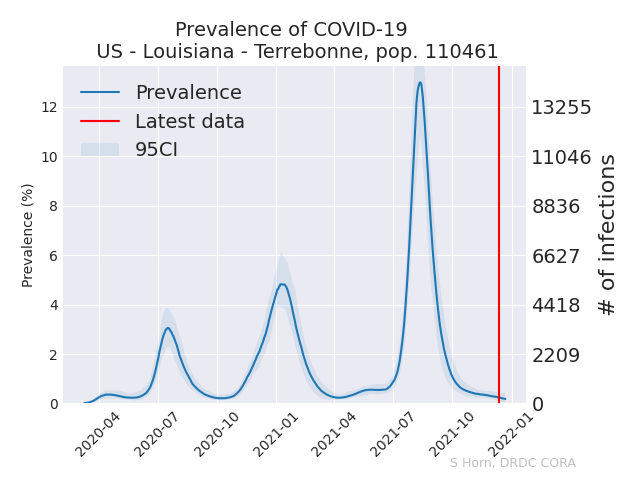 Prevalence of COVID-19
US - Louisiana - Terrebonne, pop. 110461
Prevalence
Latest data
95CI
Prevalence (%)
12
10
8
6
4
2
0
13255
11046
8836
6627
4418
2209
0
# of infections
2020-04
2020-07
2020-10
2021-01
2021-04
2021-07
2021-10
2022-01
S Horn, DRDC CORA